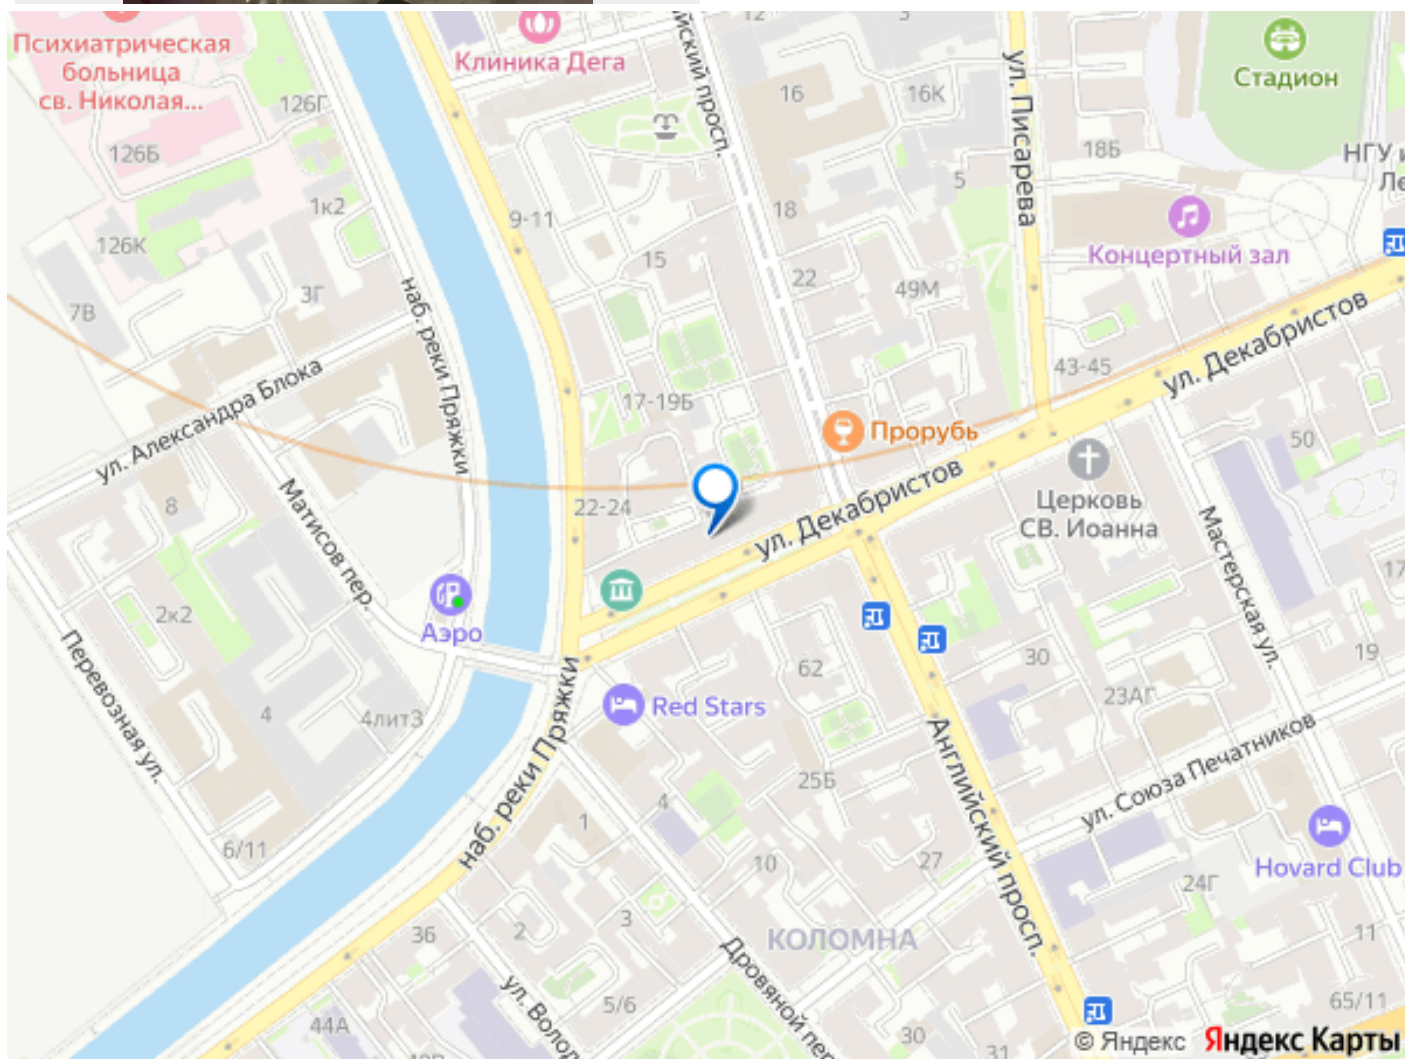 Психиатрическая
больница
св. Николая...
Клиника Дега
йский просп.
12
3
ул. Писарева
Стадион
126Г
16
16К
126Б
18Б
НГУ и
Ле
5
1к2
9-11
18
126К
15
Концертный зал
22
3Г
7В
49М
наб. реки Пряжки
ул. Декабристов
43-45
ул. Александра Блока
17-19Б
Прорубь
50
8
Матисов пер.
22-24
ул. Декабристов
Церковь
СВ. Иоанна
Мастерская ул.
17
2к2
Аэро
Перевозная ул.
62
30
19
23АГ
4
4лит3
Red Stars
наб. реки Пряжки
Английский просп.
ул. Союза Печатников
25Б
4
1
6/11
10
27
Hovard Club
24Г
36
2
3
КОЛОМНА
11
Дровяной пер
ул. Волод
5/6
65/11
44А
30
31
© Яндекс Яндекс Карты